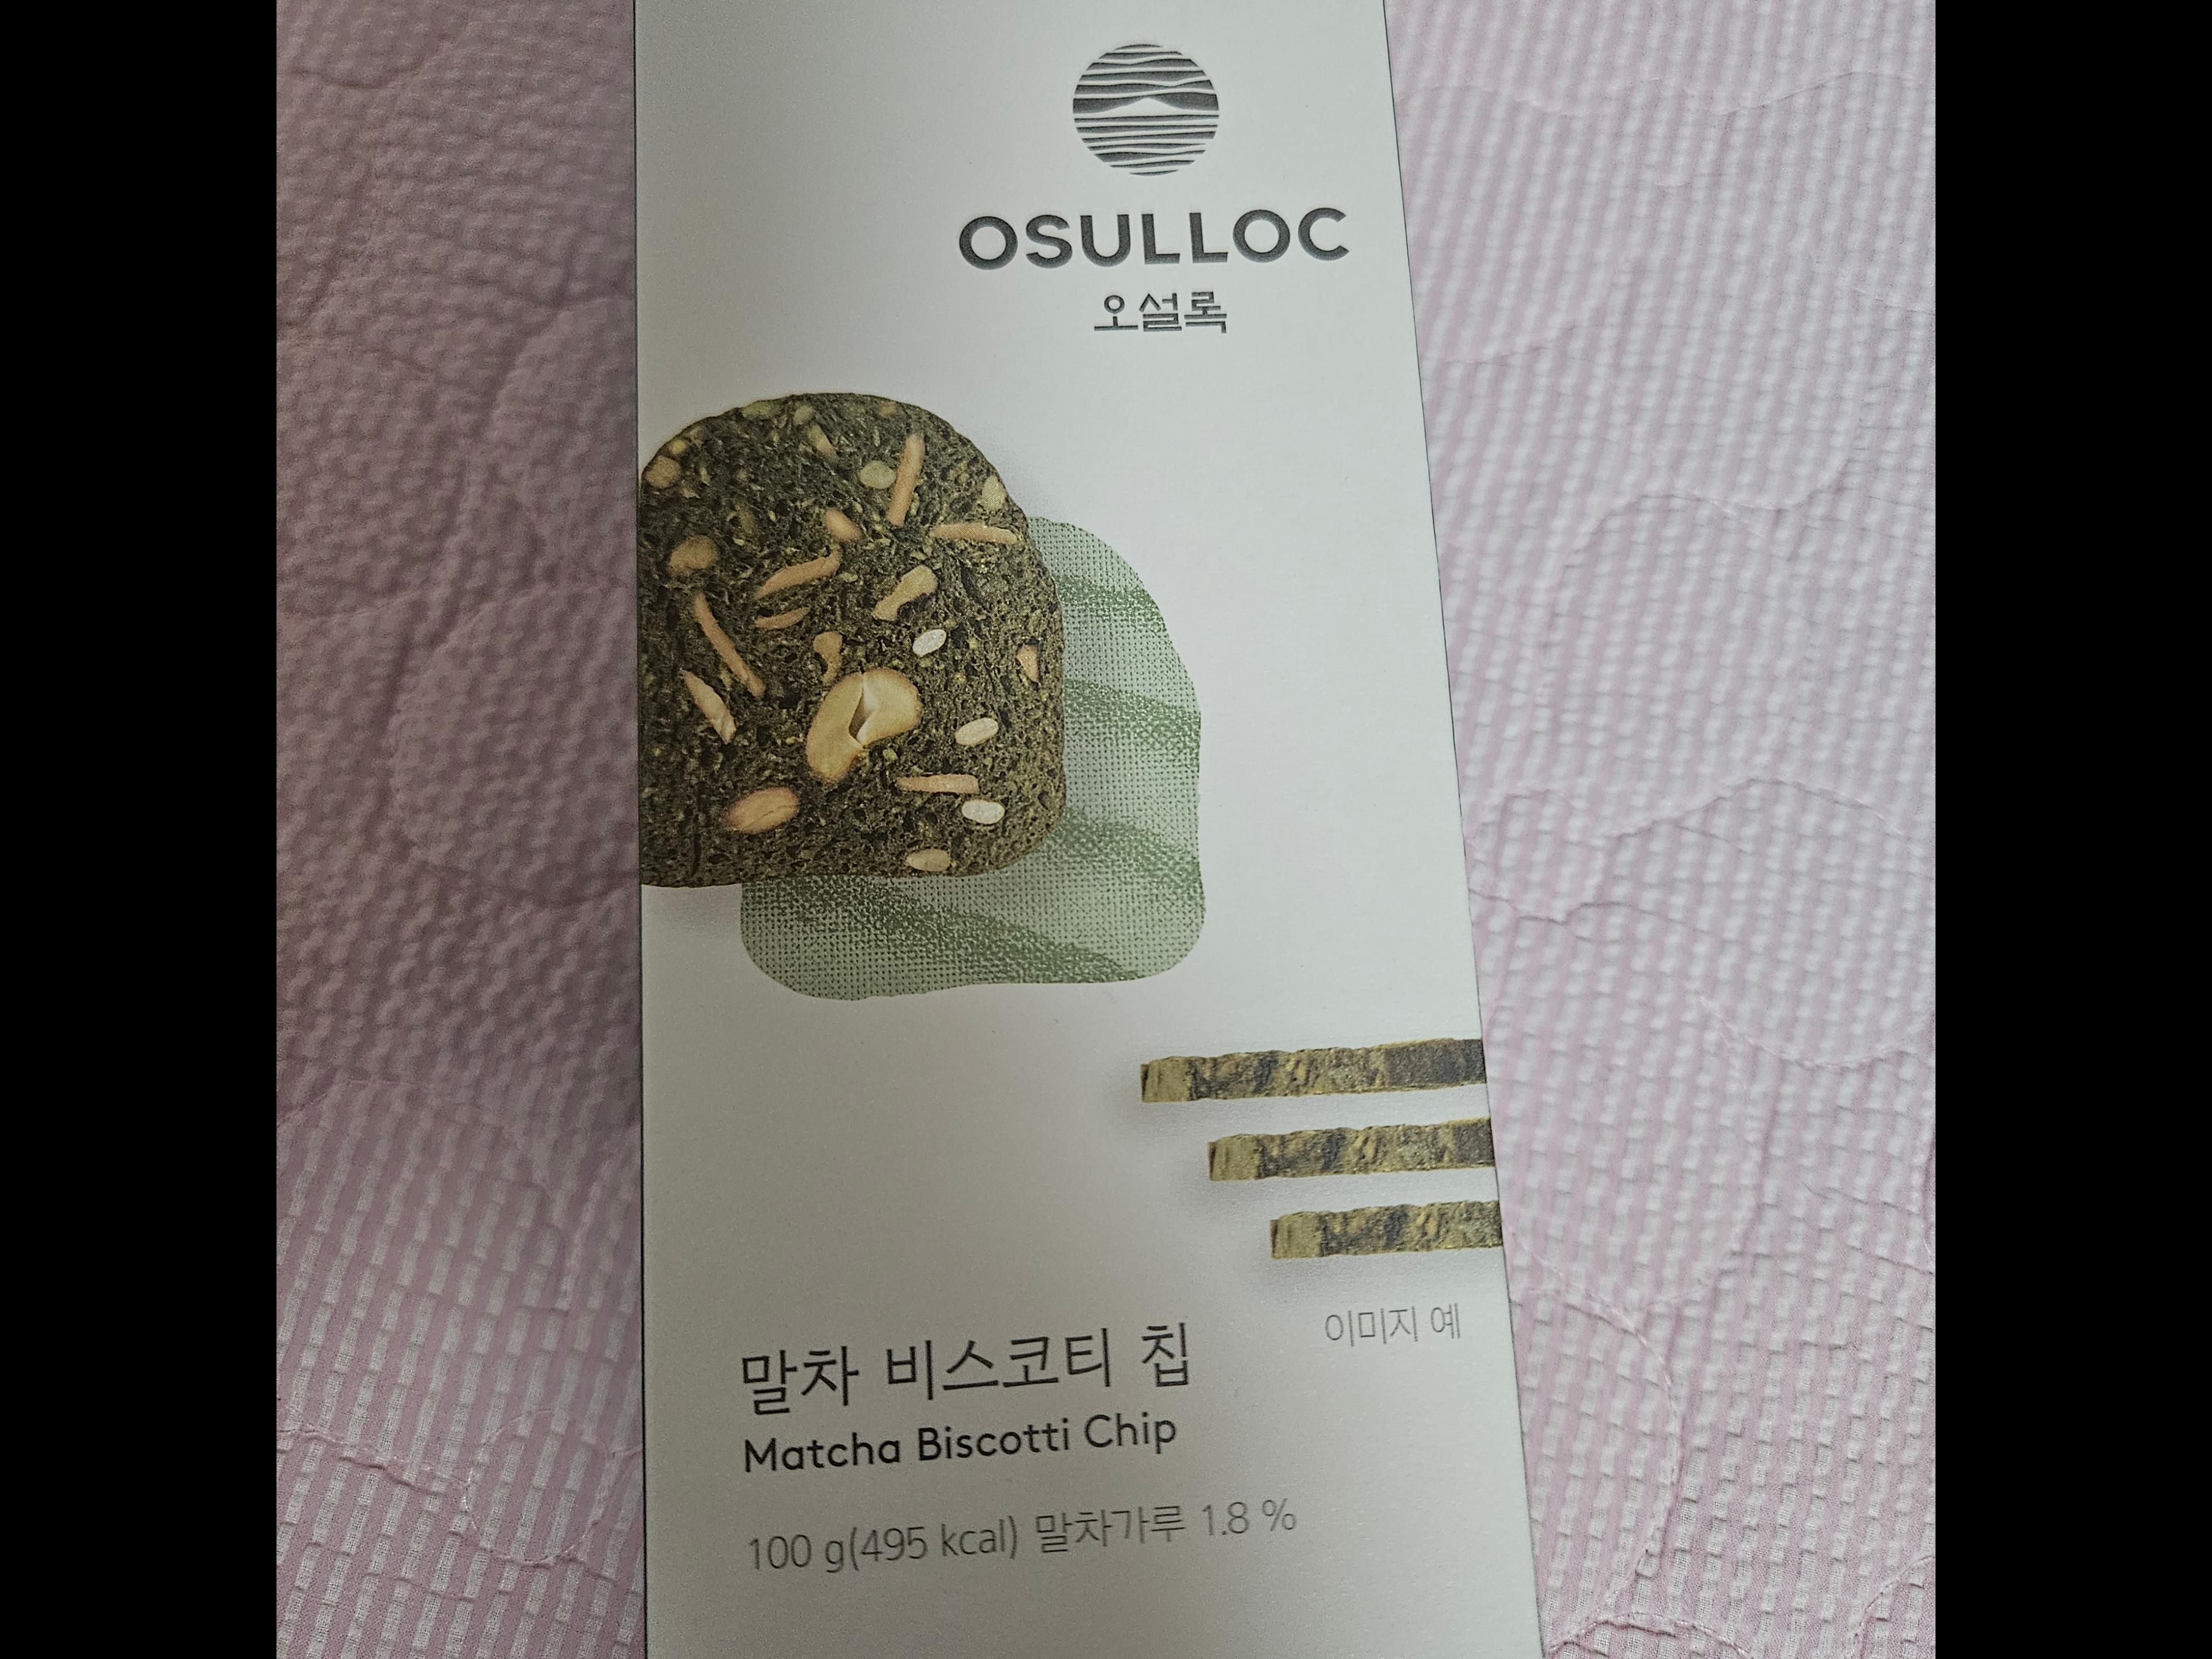 OSULLOC
오설록
이미지 예
말차 비스코티 칩
Matcha Biscotti Chip
100 g(495 kcal) 말차가루 1.8 %